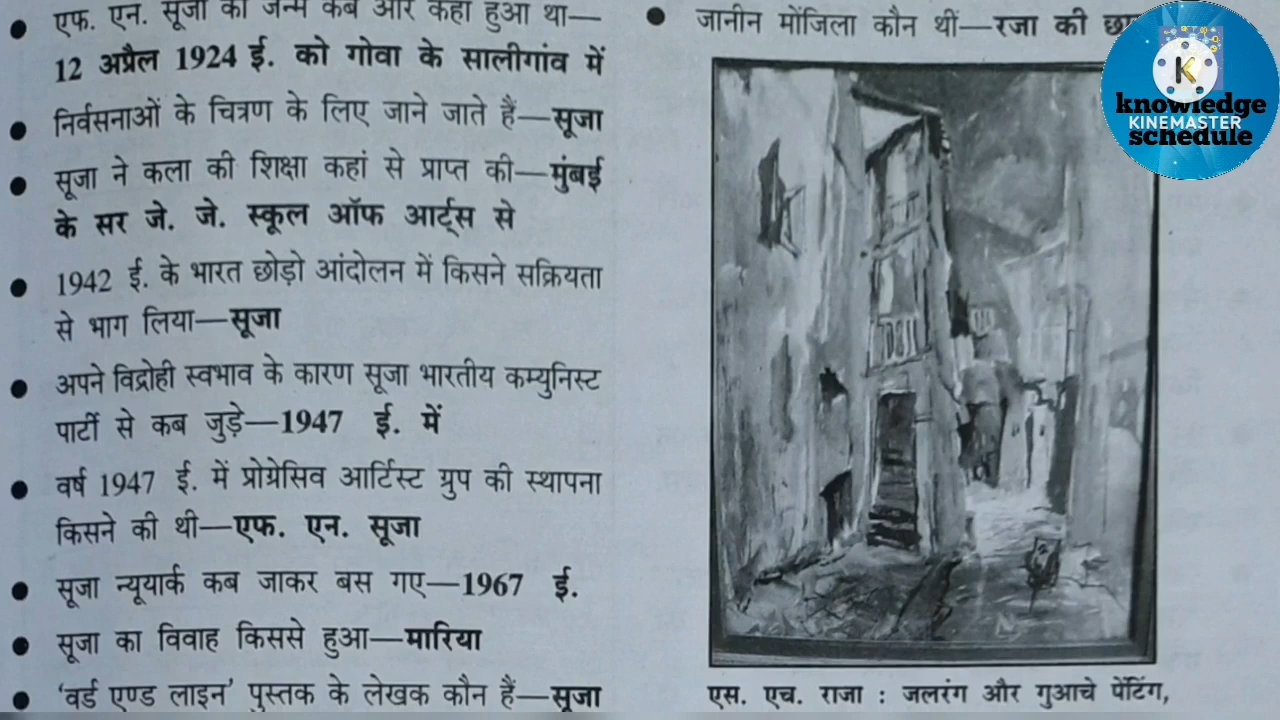 एफ. एन. सूजा का जन्म कब और कहां हुआ था—
12 अप्रैल 1924 ई. को गोवा के सालीगांव में
निर्वसनाओं के चित्रण के लिए जाने जाते हैं—सूजा
सूजा ने कला की शिक्षा कहां से प्राप्त की—मुंबई
के सर जे. जे. स्कूल ऑफ आर्ट्स से
1942 ई. के भारत छोड़ो आंदोलन में किसने सक्रियता
से भाग लिया—सूजा
अपने विद्रोही स्वभाव के कारण सूजा भारतीय कम्युनिस्ट
पार्टी से कब जुड़े—1947 ई. में
वर्ष 1947 ई. में प्रोग्रेसिव आर्टिस्ट ग्रुप की स्थापना
किसने की थी—एफ. एन. सूजा
सूजा न्यूयार्क कब जाकर बस गए—1967 ई.
सूजा का विवाह किससे हुआ—मारिया
‘वर्ड एण्ड लाइन’ पुस्तक के लेखक कौन हैं—सूजा
जानीन मोंजिला कौन थीं—रजा की
एस. एच. राजा : जलरंग और गुआचे पेंटिंग,
K
knowledge
KINEMASTER
schedule